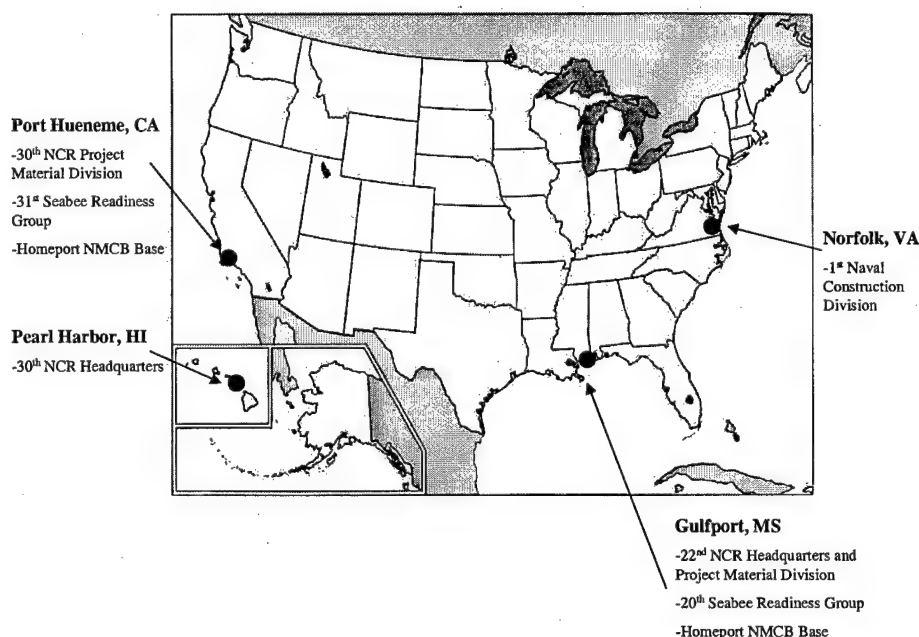 Port Hueneme, CA
-30th NCR Project
Material Division
-31st Seabee Readiness
Group
-Homeport NMCB Base
Pearl Harbor, HI
-30th NCR Headquarters
Norfolk, VA
-1st Naval
Construction
Division
Gulfport, MS
-22nd NCR Headquarters and
Project Material Division
-20th Seabee Readiness Group
-Homeport NMCB Base